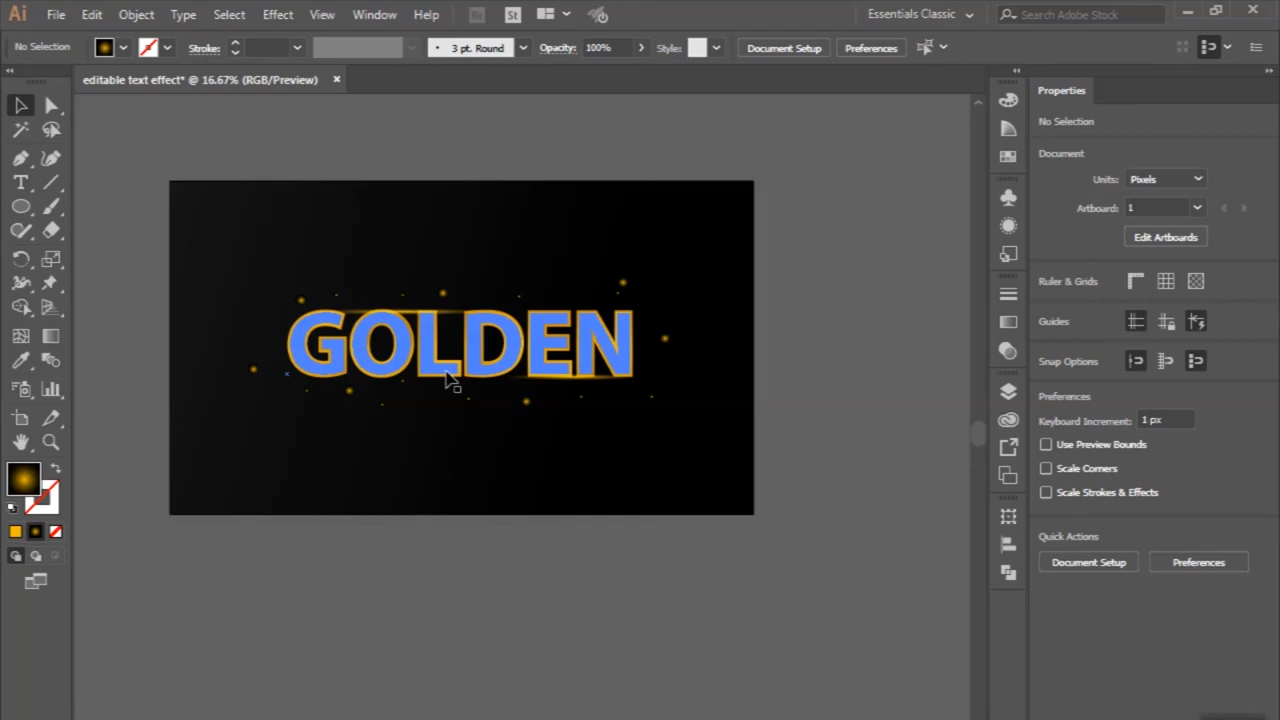 Ai File Edit Object Type Select Effect View Window Help Br St Essentials Classic Search Adobe Stock
No Selection Stroke: 3 pt. Round Opacity: 100% Style: Document Setup Preferences
editable text effect* @ 16.67% (RGB/Preview)
Properties
No Selection
Document
Units: Pixels
Artboard: 1
Edit Artboards
Ruler & Grids
Guides
Snap Options
Preferences
Keyboard Increment: 1 px
Use Preview Bounds
Scale Corners
Scale Strokes & Effects
Quick Actions
Document Setup Preferences
GOLDEN